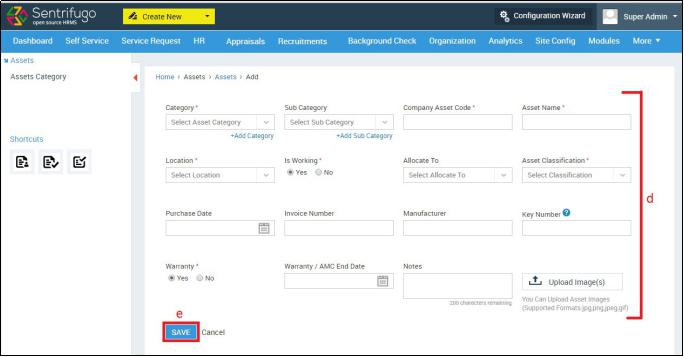 Sentrifugo
open source HRMS
Create New
Configuration Wizard
Super Admin
Dashboard Self Service Service Request HR Appraisals Recruitments Background Check Organization Analytics Site Config Modules More
Assets
Assets Category
Home › Assets › Assets › Add
Category * Sub Category Company Asset Code * Asset Name *
Select Asset Category Select Sub Category
+Add Category +Add Sub Category
Shortcuts
Location * Is Working * Allocate To Asset Classification *
Select Location Yes No Select Allocate To Select Classification
d
Purchase Date Invoice Number Manufacturer Key Number ?
Warranty * Warranty / AMC End Date Notes
Yes No Upload Image(s)
200 characters remaining
You Can Upload Asset Images
(Supported Formats.jpg,png,jpeg,gif)
e
SAVE Cancel